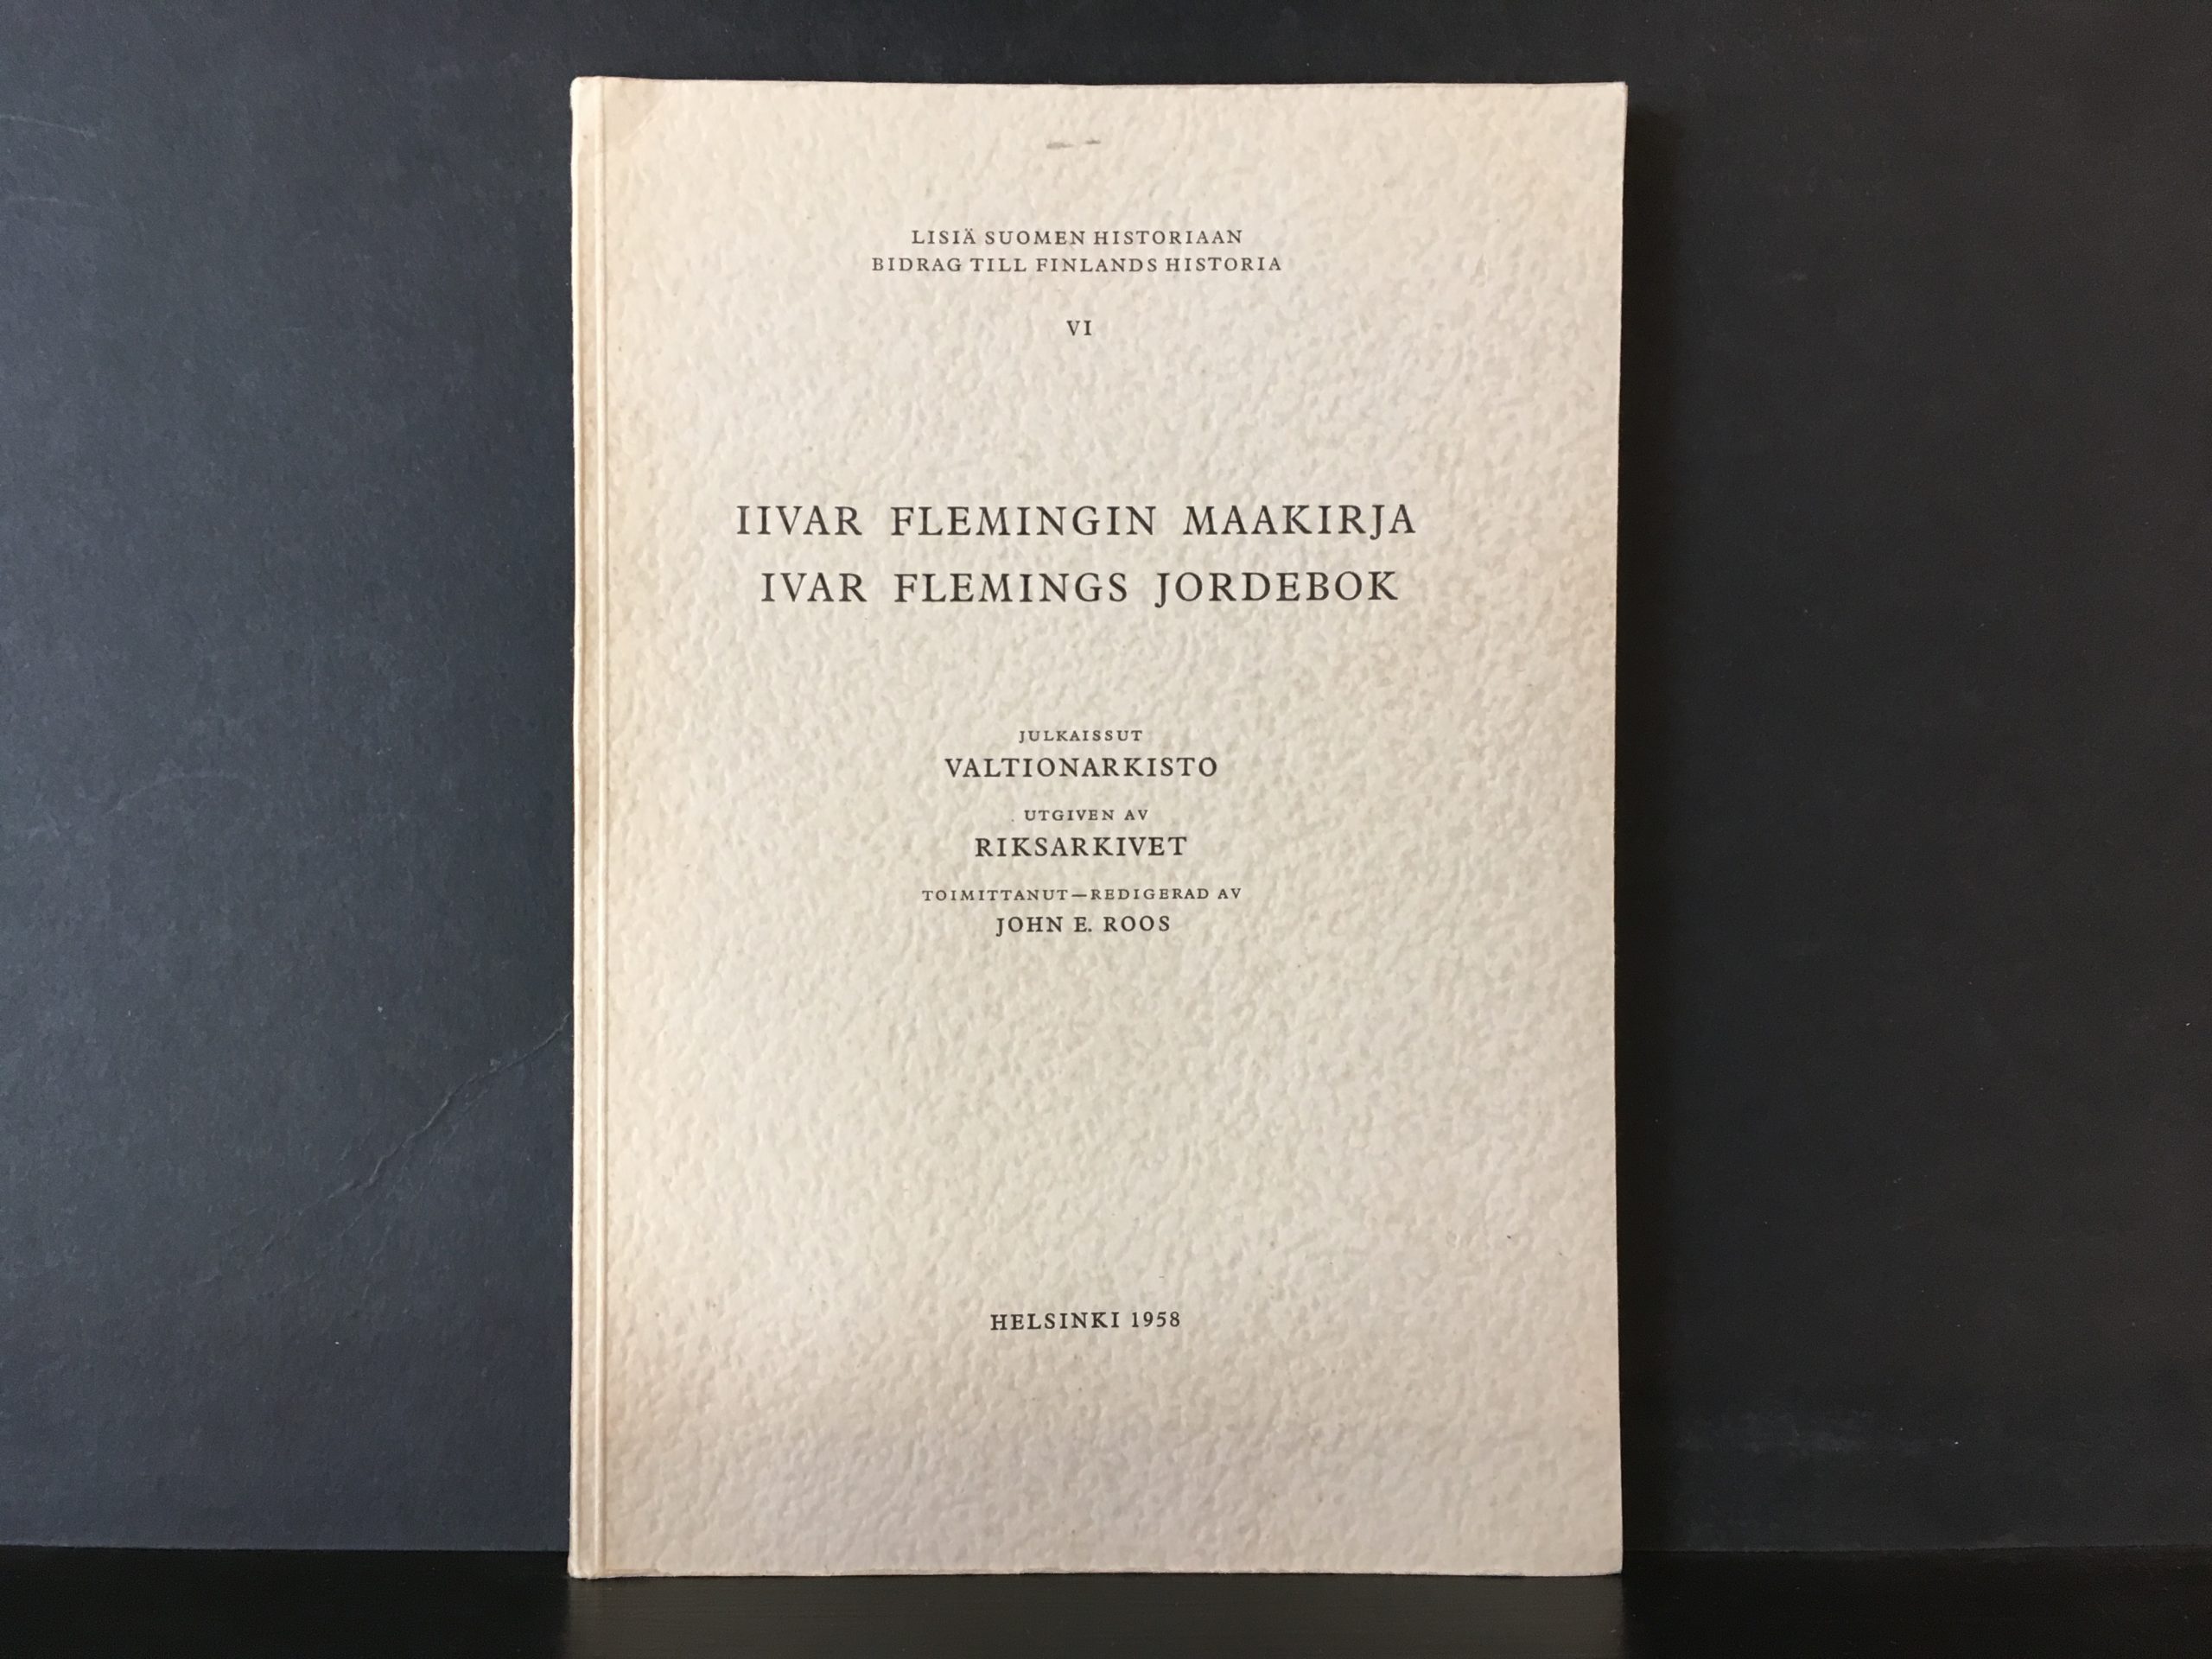 LISIÄ SUOMEN HISTORIAAN
BIDRAG TILL FINLANDS HISTORIA
VI
IIVAR FLEMINGIN MAAKIRJA
IVAR FLEMINGS JORDEBOK
JULKAISSUT
VALTIONARKISTO
UTGIVEN AV
RIKSARKIVET
TOIMITTANUT—REDIGERAD AV
JOHN E. ROOS
HELSINKI 1958